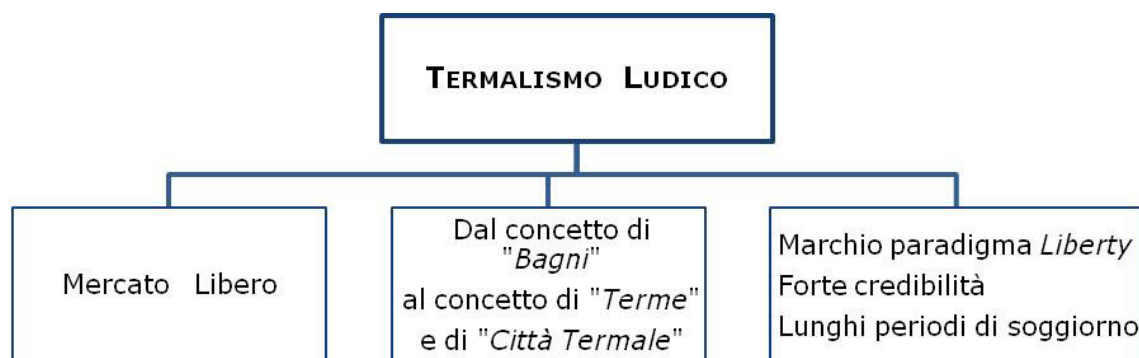 TERMALISMO LUDICO
Mercato Libero
Dal concetto di
"Bagni"
al concetto di "Terme"
e di "Città Termale"
Marchio paradigma Liberty
Forte credibilità
Lunghi periodi di soggiorno